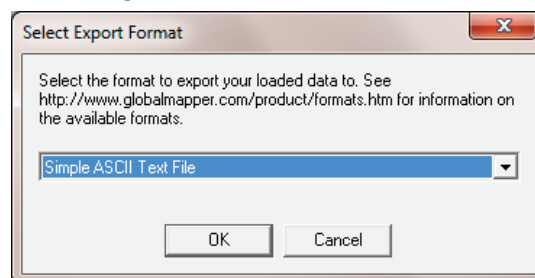 Select Export Format
Select the format to export your loaded data to. See
http://www.globalmapper.com/product/formats.htm for information on
the available formats.
Simple ASCII Text File
OK Cancel